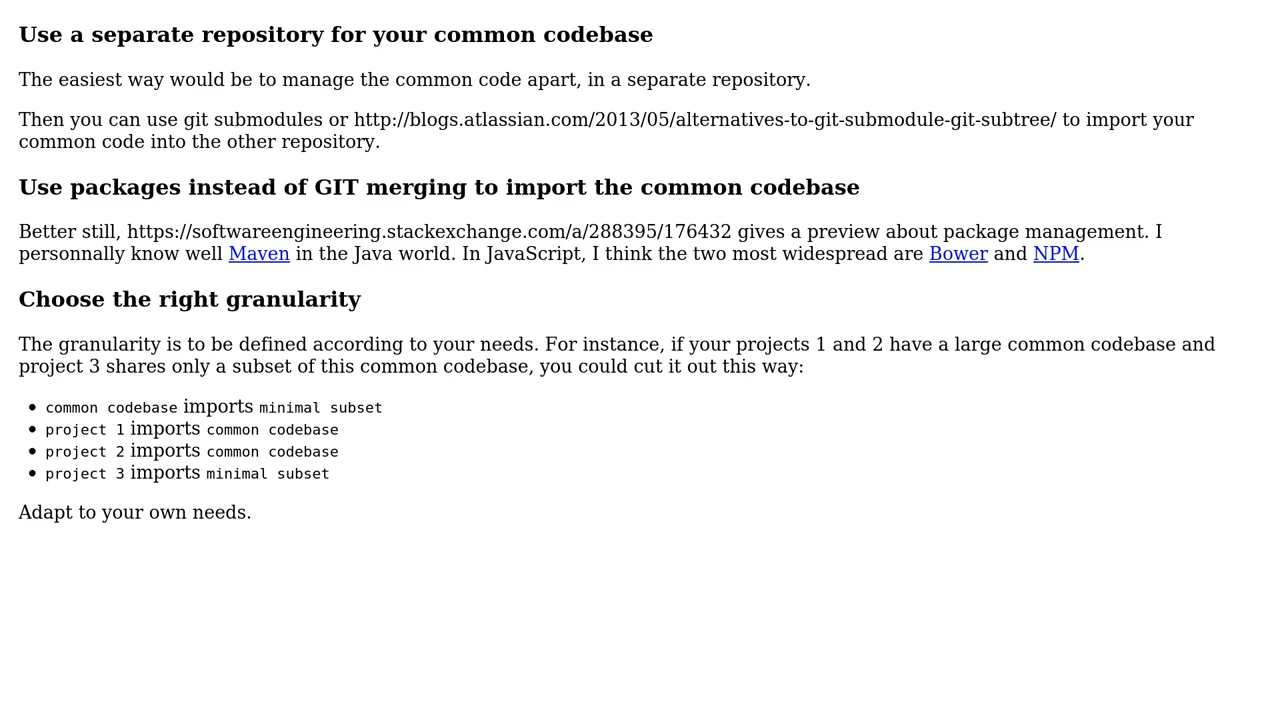 Use a separate repository for your common codebase
The easiest way would be to manage the common code apart, in a separate repository.
Then you can use git submodules or http://blogs.atlassian.com/2013/05/alternatives-to-git-submodule-git-subtree/ to import your
common code into the other repository.
Use packages instead of GIT merging to import the common codebase
Better still, https://softwareengineering.stackexchange.com/a/288395/176432 gives a preview about package management. I
personnally know well Maven in the Java world. In JavaScript, I think the two most widespread are Bower and NPM.
Choose the right granularity
The granularity is to be defined according to your needs. For instance, if your projects 1 and 2 have a large common codebase and
project 3 shares only a subset of this common codebase, you could cut it out this way:
• common codebase imports minimal subset
• project 1 imports common codebase
• project 2 imports common codebase
• project 3 imports minimal subset
Adapt to your own needs.